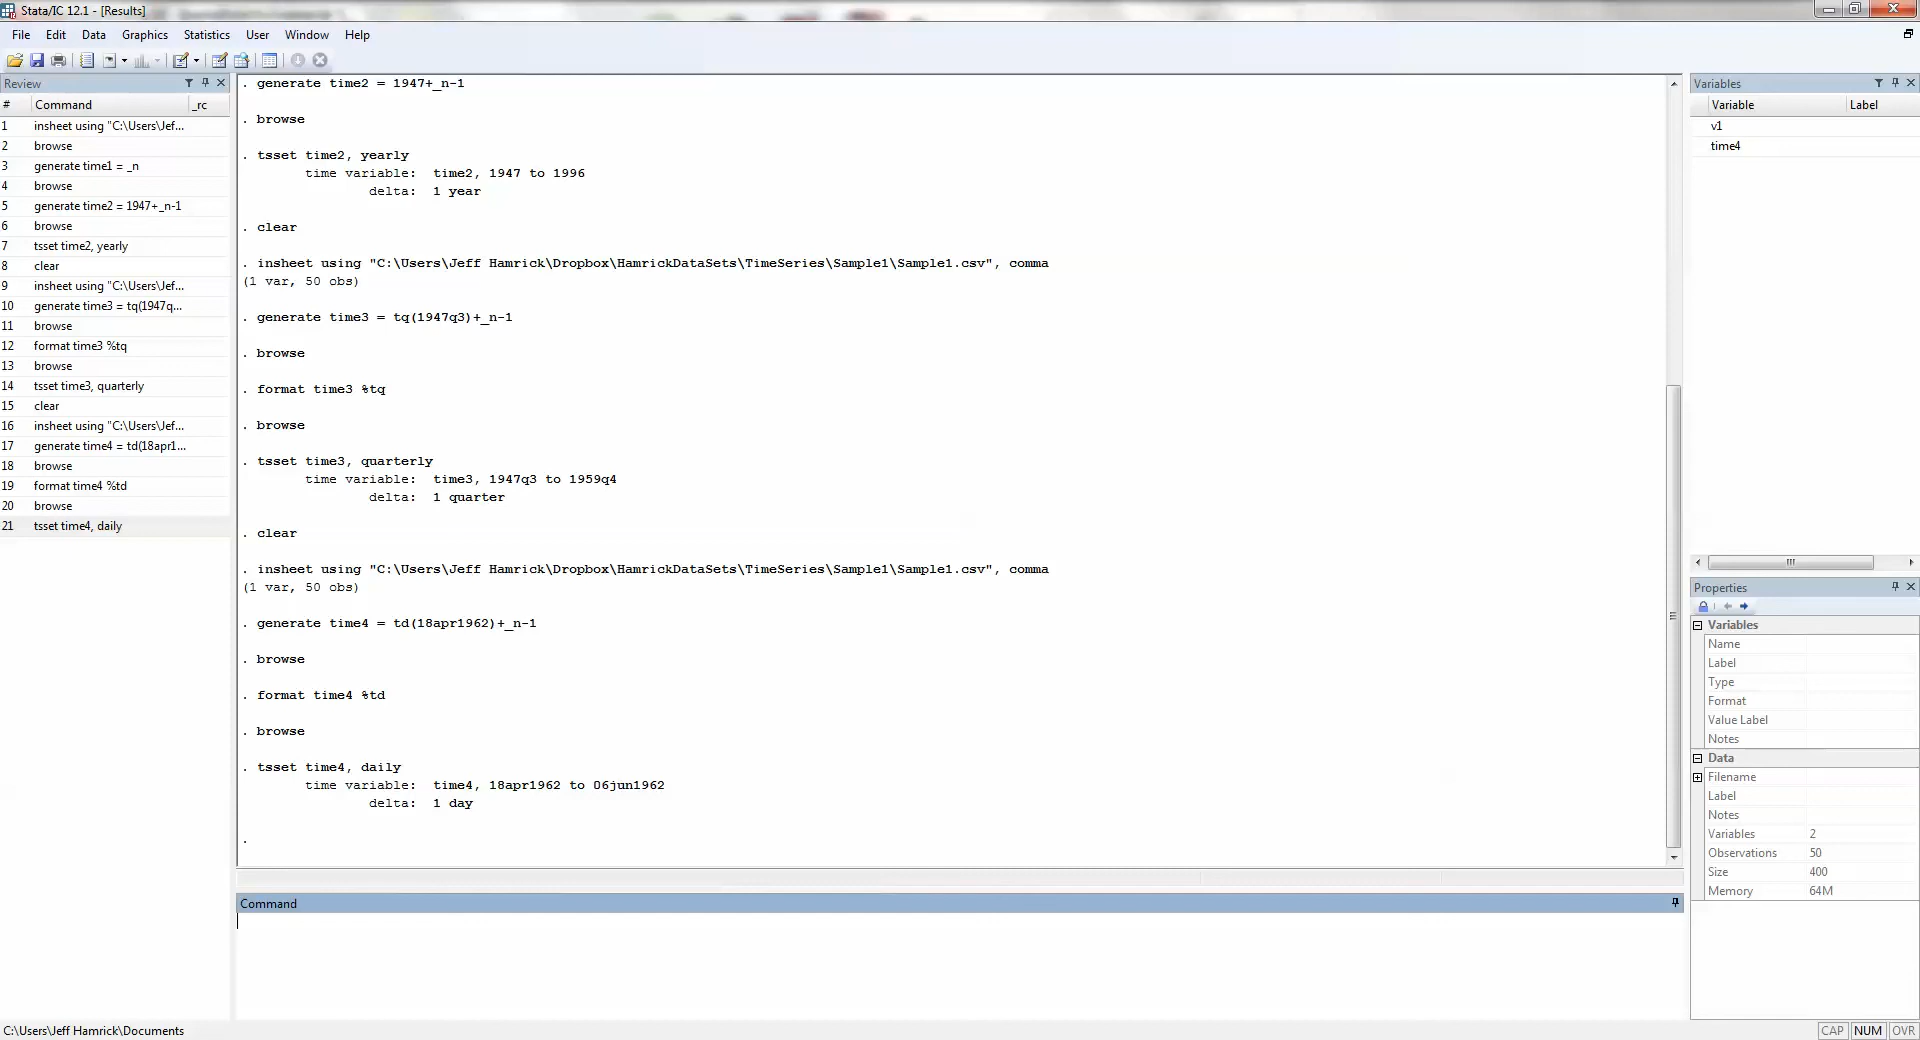 Stata/IC 12.1 - [Results]
File Edit Data Graphics Statistics User Window Help
Review
# Command _rc
1 insheet using "C:\Users\Jef...
2 browse
3 generate time1 = _n
4 browse
5 generate time2 = 1947+_n-1
6 browse
7 tsset time2, yearly
8 clear
9 insheet using "C:\Users\Jef...
10 generate time3 = tq(1947q...
11 browse
12 format time3 %tq
13 browse
14 tsset time3, quarterly
15 clear
16 insheet using "C:\Users\Jef...
17 generate time4 = td(18apr1...
18 browse
19 format time4 %td
20 browse
21 tsset time4, daily
. generate time2 = 1947+_n-1
. browse
. tsset time2, yearly
time variable: time2, 1947 to 1996
delta: 1 year
. clear
. insheet using "C:\Users\Jeff Hamrick\Dropbox\HamrickDataSets\TimeSeries\Sample1\Sample1.csv", comma
(1 var, 50 obs)
. generate time3 = tq(1947q3)+_n-1
. browse
. format time3 %tq
. browse
. tsset time3, quarterly
time variable: time3, 1947q3 to 1959q4
delta: 1 quarter
. clear
. insheet using "C:\Users\Jeff Hamrick\Dropbox\HamrickDataSets\TimeSeries\Sample1\Sample1.csv", comma
(1 var, 50 obs)
. generate time4 = td(18apr1962)+_n-1
. browse
. format time4 %td
. browse
. tsset time4, daily
time variable: time4, 18apr1962 to 06jun1962
delta: 1 day
.
Command
Variables
Variable Label
v1
time4
Properties
Variables
Name
Label
Type
Format
Value Label
Notes
Data
Filename
Label
Notes
Variables 2
Observations 50
Size 400
Memory 64M
C:\Users\Jeff Hamrick\Documents
CAP NUM OVR